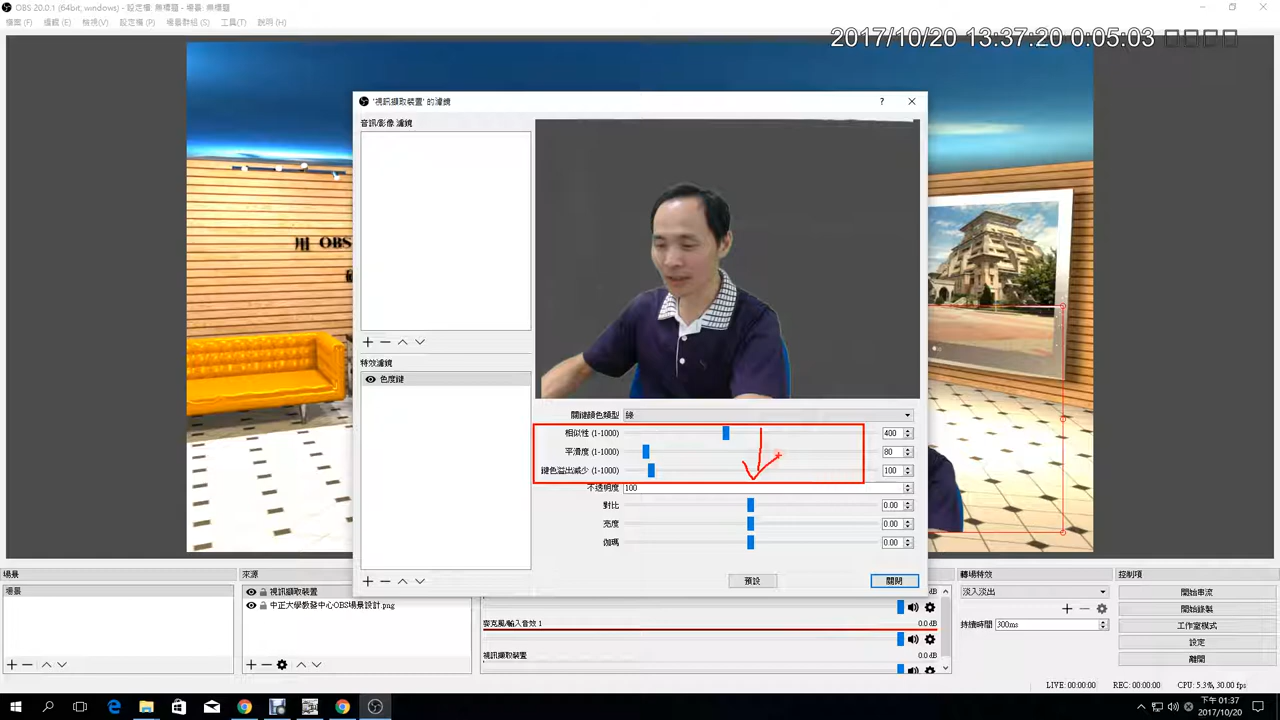 OBS 20.0.1 (64bit, windows) - 設定檔: 無標題 - 場景: 無標題
檔案 (F) 編輯 (E) 檢視(V) 設定檔 (P) 場景群組 (S) 工具(T) 說明 (H)
2017/10/20 13:37:20 0:05:03
'視訊擷取裝置' 的濾鏡
? ×
音訊/影像 濾鏡
用 OBS
特效濾鏡
色度鍵
關鍵顏色類型 綠
相似性 (1-1000) 400
平滑度 (1-1000) 80
鍵色溢出減少 (1-1000) 100
不透明度 100
對比 0.00
亮度 0.00
伽瑪 0.00
預設 關閉
場景 來源 轉場特效 控制項
場景
視訊擷取裝置
中正大學教發中心OBS場景設計.png
0.0 dB
麥克風/輸入音效 1 0.0 dB
視訊擷取裝置 0.0 dB
淡入淡出
持續時間 300ms
開始串流
開始錄製
工作室模式
設定
離開
LIVE: 00:00:00 REC: 00:00:00 CPU: 5.3%, 30.00 fps
下午 01:37
2017/10/20